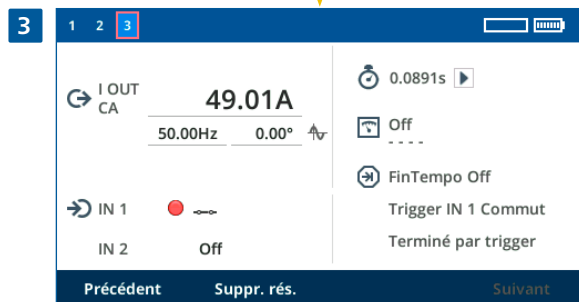 3
1 2 3
I OUT
CA
49.01A
50.00Hz 0.00°
0.0891s
Off
- - - -
FinTempo Off
Trigger IN 1 Commut
Terminé par trigger
IN 1
IN 2 Off
Précédent Suppr. rés. Suivant